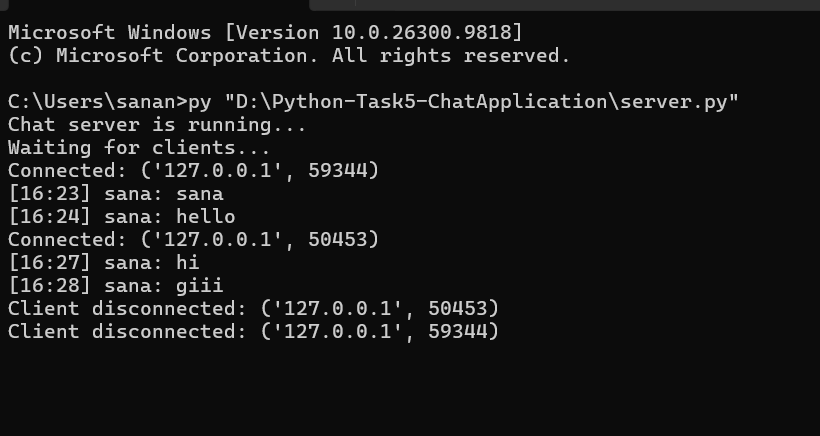 Microsoft Windows [Version 10.0.26300.9818]
(c) Microsoft Corporation. All rights reserved.
C:\Users\sanan>py "D:\Python-Task5-ChatApplication\server.py"
Chat server is running...
Waiting for clients...
Connected: ('127.0.0.1', 59344)
[16:23] sana: sana
[16:24] sana: hello
Connected: ('127.0.0.1', 50453)
[16:27] sana: hi
[16:28] sana: giii
Client disconnected: ('127.0.0.1', 50453)
Client disconnected: ('127.0.0.1', 59344)